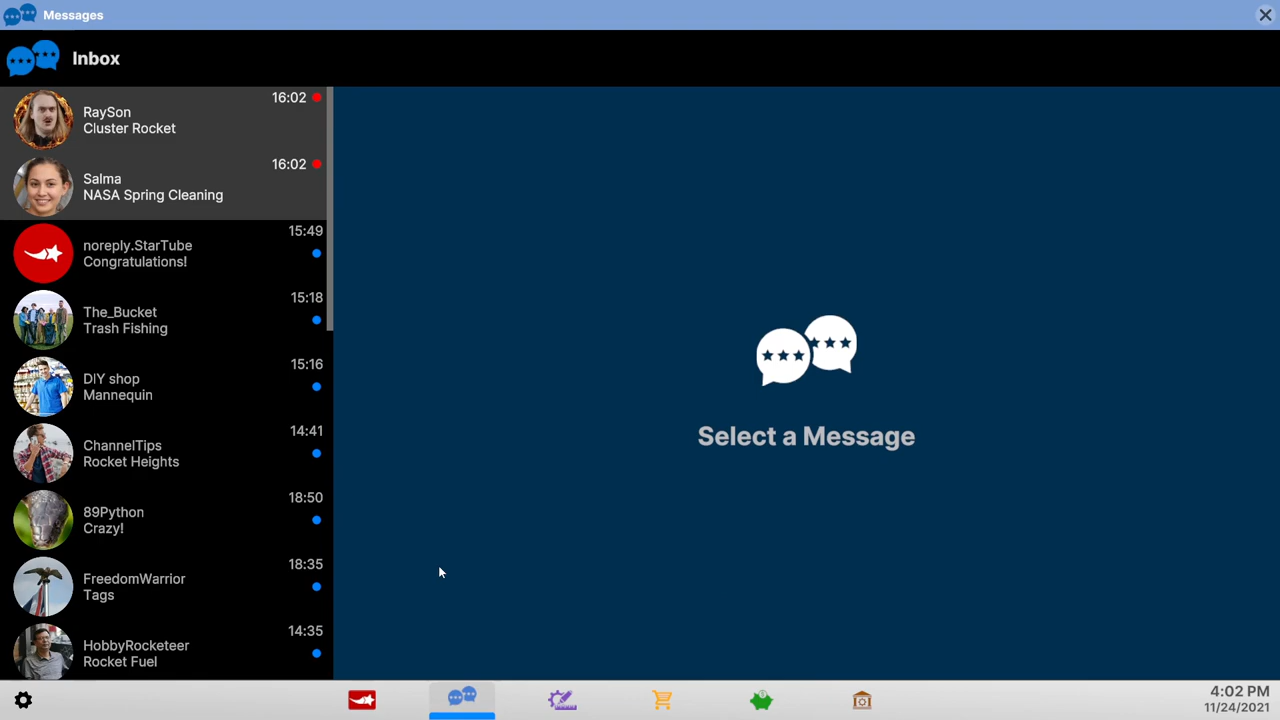 Messages
Inbox
16:02
RaySon
Cluster Rocket
16:02
Salma
NASA Spring Cleaning
15:49
noreply.StarTube
Congratulations!
15:18
The_Bucket
Trash Fishing
15:16
DIY shop
Mannequin
14:41
ChannelTips
Rocket Heights
18:50
89Python
Crazy!
18:35
FreedomWarrior
Tags
14:35
HobbyRocketeer
Rocket Fuel
Select a Message
4:02 PM
11/24/2021